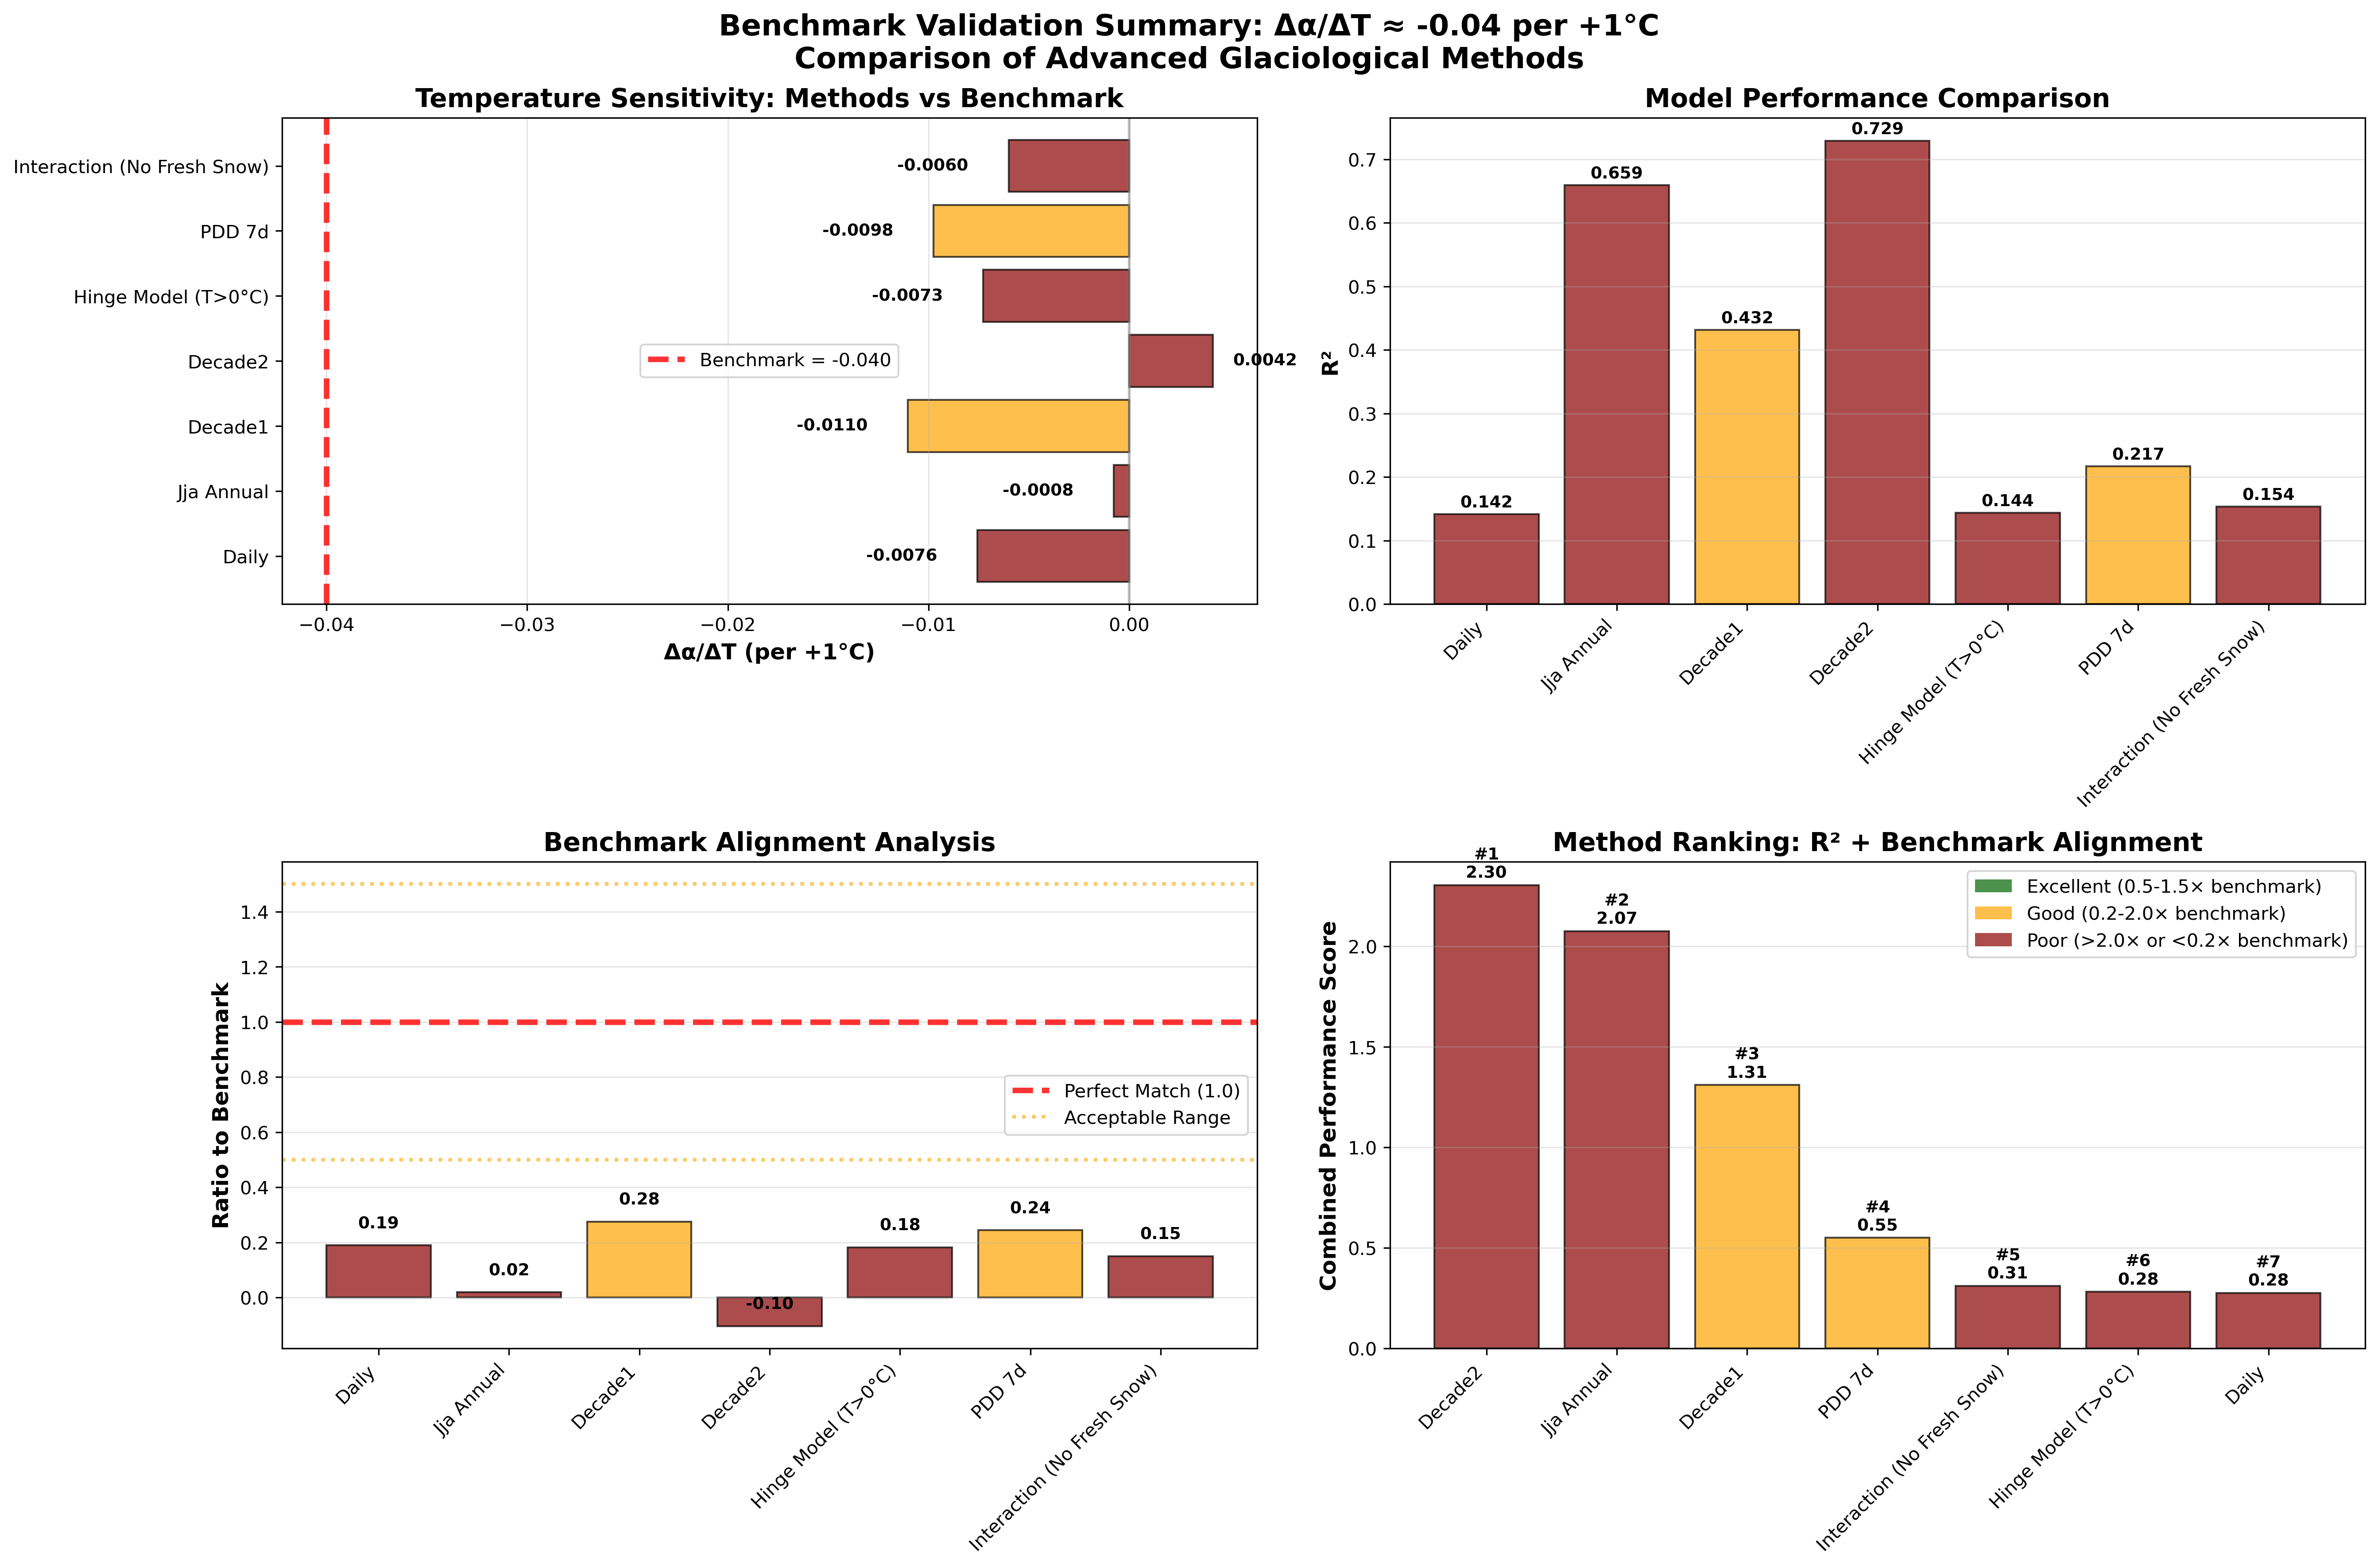 Benchmark Validation Summary: Δα/ΔT ≈ -0.04 per +1°C
Comparison of Advanced Glaciological Methods
Temperature Sensitivity: Methods vs Benchmark
Interaction (No Fresh Snow)
PDD 7d
Hinge Model (T>0°C)
Decade2
Decade1
Jja Annual
Daily
-0.0060
-0.0098
-0.0073
0.0042
-0.0110
-0.0008
-0.0076
Benchmark = -0.040
−0.04
−0.03
−0.02
−0.01
0.00
Δα/ΔT (per +1°C)
Model Performance Comparison
R²
0.7
0.6
0.5
0.4
0.3
0.2
0.1
0.0
0.142
0.659
0.432
0.729
0.144
0.217
0.154
Daily
Jja Annual
Decade1
Decade2
Hinge Model (T>0°C)
PDD 7d
Interaction (No Fresh Snow)
Benchmark Alignment Analysis
Ratio to Benchmark
1.4
1.2
1.0
0.8
0.6
0.4
0.2
0.0
Perfect Match (1.0)
Acceptable Range
0.19
0.02
0.28
-0.10
0.18
0.24
0.15
Daily
Jja Annual
Decade1
Decade2
Hinge Model (T>0°C)
PDD 7d
Interaction (No Fresh Snow)
Method Ranking: R² + Benchmark Alignment
Combined Performance Score
2.0
1.5
1.0
0.5
0.0
Excellent (0.5-1.5× benchmark)
Good (0.2-2.0× benchmark)
Poor (>2.0× or <0.2× benchmark)
#1
2.30
#2
2.07
#3
1.31
#4
0.55
#5
0.31
#6
0.28
#7
0.28
Decade2
Jja Annual
Decade1
PDD 7d
Interaction (No Fresh Snow)
Hinge Model (T>0°C)
Daily